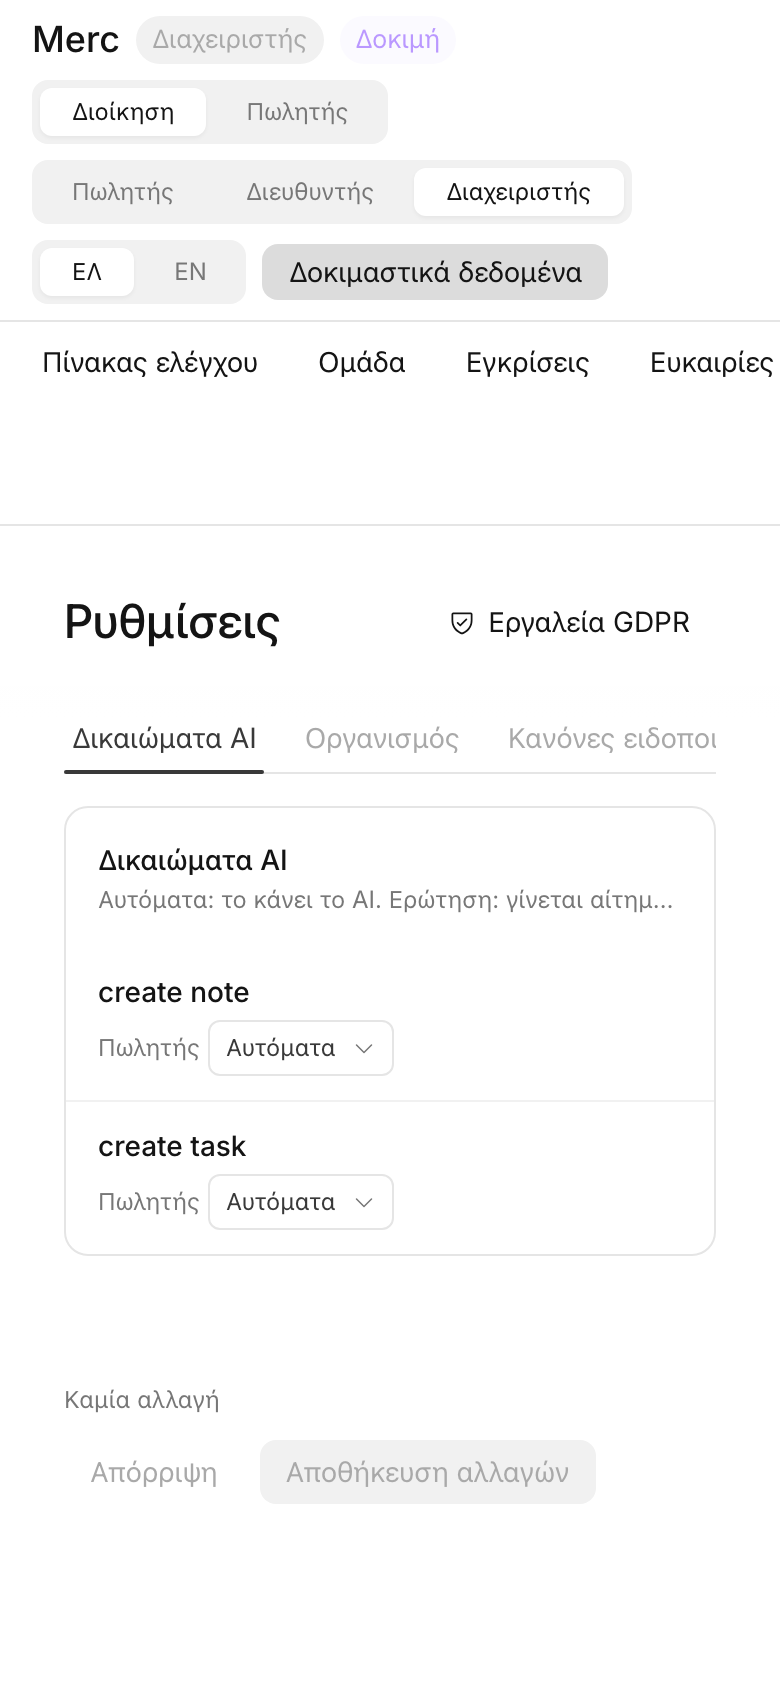 Merc Διαχειριστής Δοκιμή
Διοίκηση Πωλητής
Πωλητής Διευθυντής Διαχειριστής
ΕΛ EN Δοκιμαστικά δεδομένα
Πίνακας ελέγχου Ομάδα Εγκρίσεις Ευκαιρίες
Ρυθμίσεις Εργαλεία GDPR
Δικαιώματα AI Οργανισμός Κανόνες ειδοποι
Δικαιώματα AI
Αυτόματα: το κάνει το AI. Ερώτηση: γίνεται αίτημ...
create note
Πωλητής Αυτόματα
create task
Πωλητής Αυτόματα
Καμία αλλαγή
Απόρριψη Αποθήκευση αλλαγών